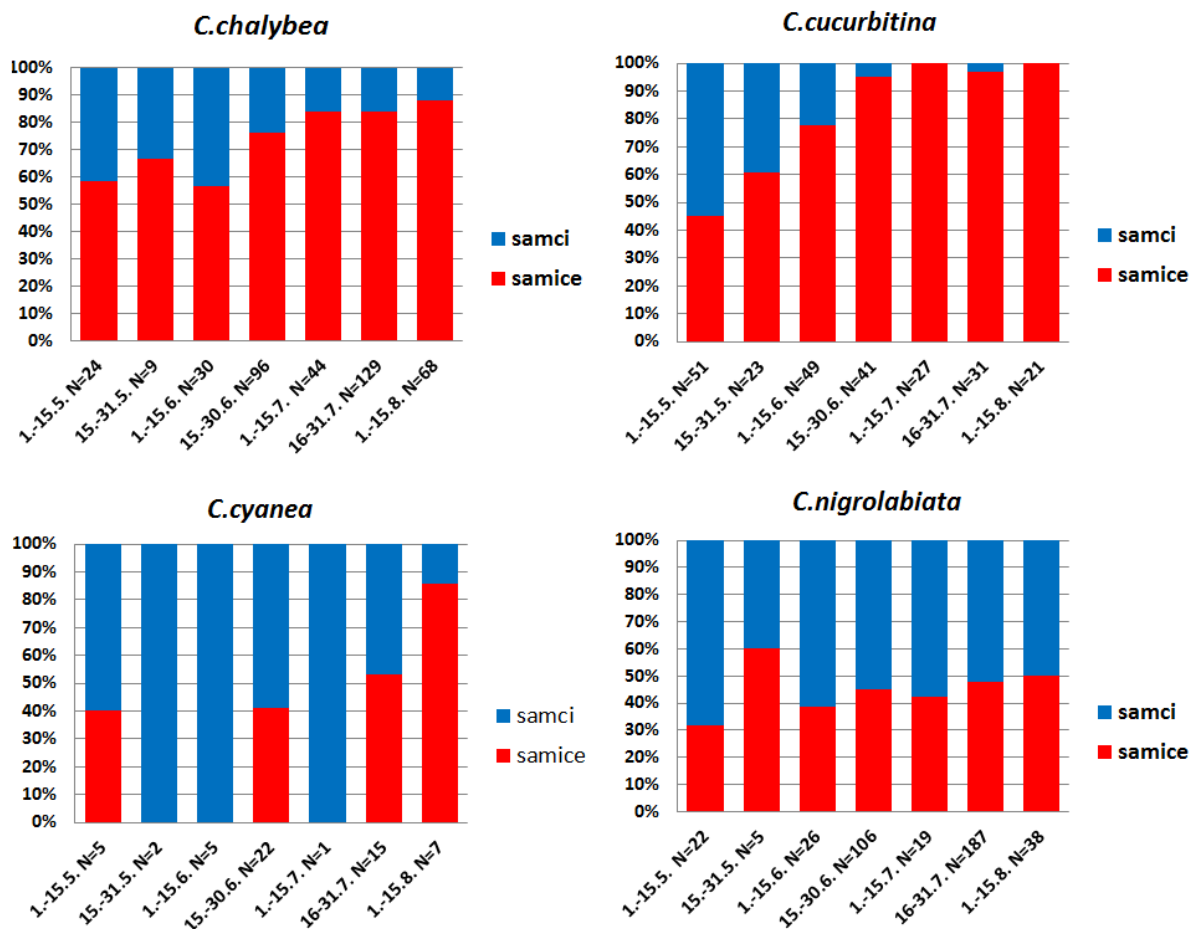 C.chalybea
100%
90%
80%
70%
60%
50%
40%
30%
20%
10%
0%
samci
samice
1.-15.5. N=24
15.-31.5. N=9
1.-15.6. N=30
15.-30.6. N=96
1.-15.7. N=44
16-31.7. N=129
1.-15.8. N=68
C.cucurbitina
100%
90%
80%
70%
60%
50%
40%
30%
20%
10%
0%
samci
samice
1.-15.5. N=51
15.-31.5. N=23
1.-15.6. N=49
15.-30.6. N=41
1.-15.7. N=27
16-31.7. N=31
1.-15.8. N=21
C.cyanea
100%
90%
80%
70%
60%
50%
40%
30%
20%
10%
0%
samci
samice
1.-15.5. N=5
15.-31.5. N=2
1.-15.6. N=5
15.-30.6. N=22
1.-15.7. N=1
16-31.7. N=15
1.-15.8. N=7
C.nigrolabiata
100%
90%
80%
70%
60%
50%
40%
30%
20%
10%
0%
samci
samice
1.-15.5. N=22
15.-31.5. N=5
1.-15.6. N=26
15.-30.6. N=106
1.-15.7. N=19
16-31.7. N=187
1.-15.8. N=38